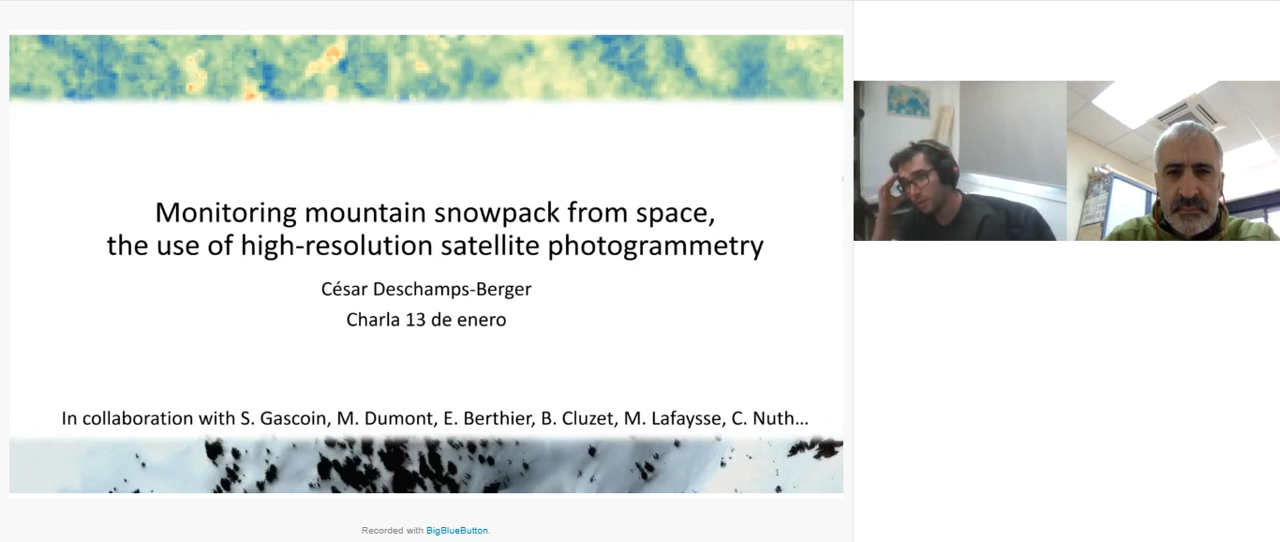 Monitoring mountain snowpack from space,
the use of high-resolution satellite photogrammetry
César Deschamps-Berger
Charla 13 de enero
In collaboration with S. Gascoin, M. Dumont, E. Berthier, B. Cluzet, M. Lafaysse, C. Nuth...
Recorded with BigBlueButton.